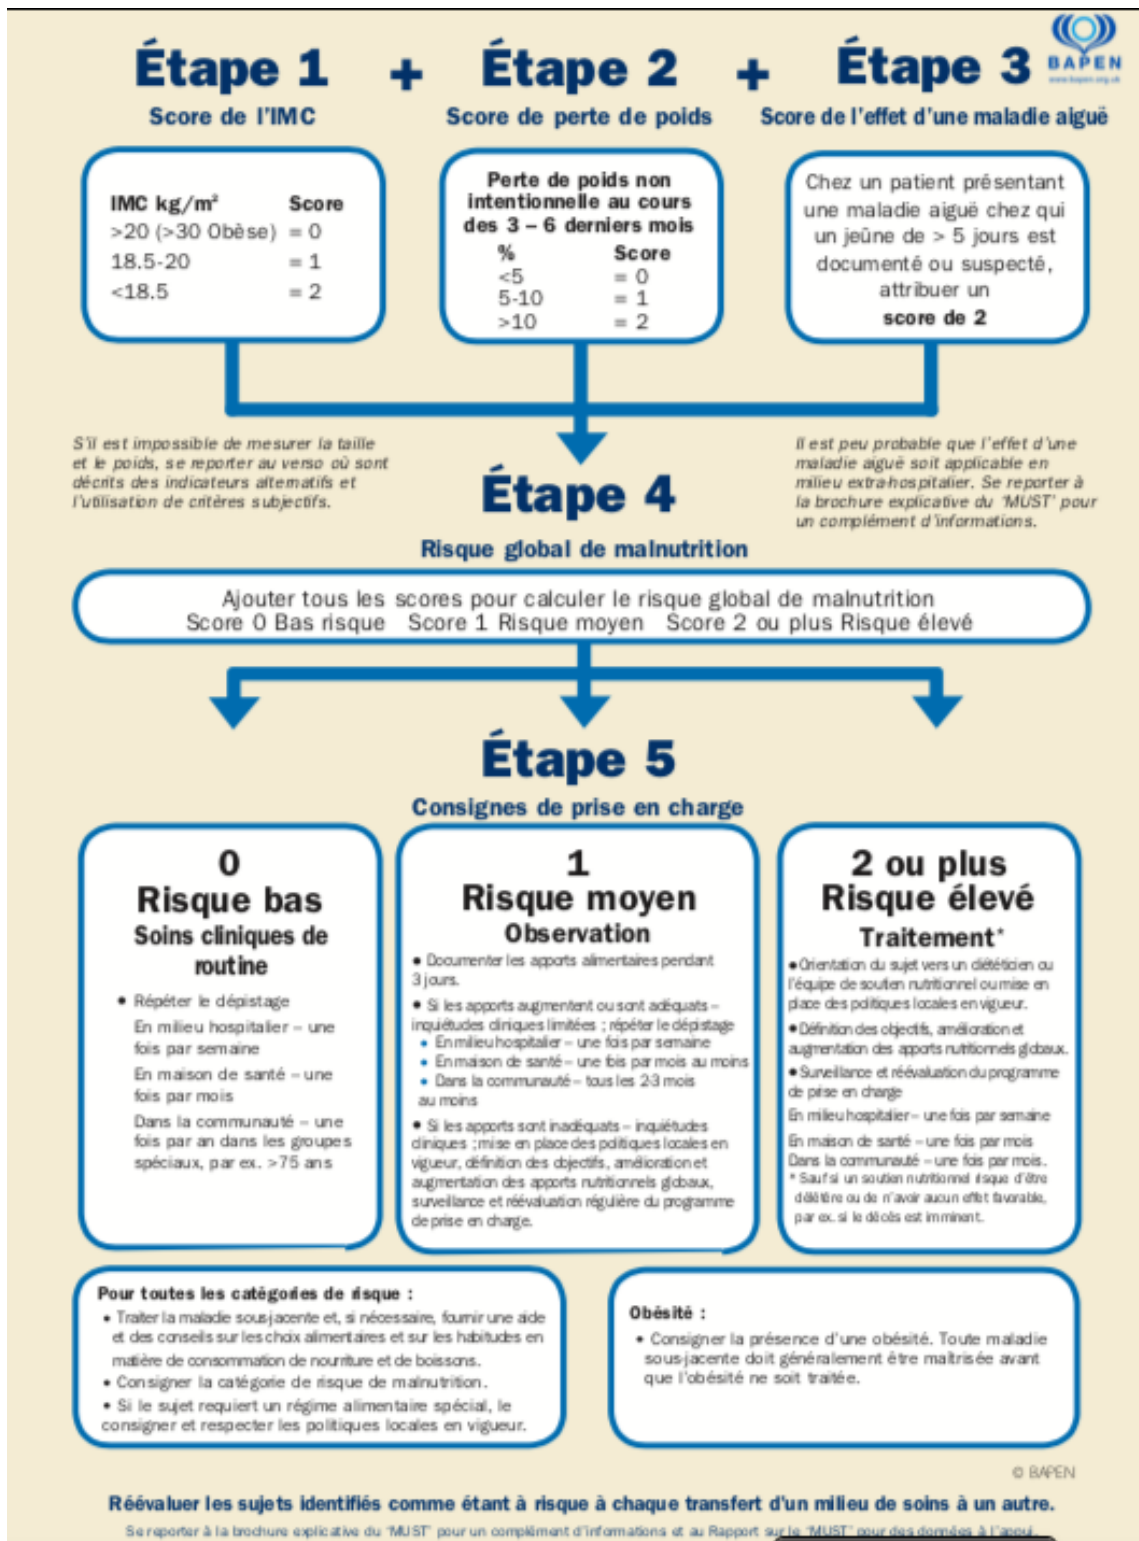 Étape 1 + Étape 2 + Étape 3
BAPEN
www.bapen.org.uk
Score de l'IMC
Score de perte de poids
Score de l'effet d'une maladie aiguë
IMC kg/m² Score
>20 (>30 Obèse) = 0
18.5-20 = 1
<18.5 = 2
Perte de poids non
intentionnelle au cours
des 3 – 6 derniers mois
% Score
<5 = 0
5-10 = 1
>10 = 2
Chez un patient présentant
une maladie aiguë chez qui
un jeûne de > 5 jours est
documenté ou suspecté,
attribuer un
score de 2
S'il est impossible de mesurer la taille
et le poids, se reporter au verso où sont
décrits des indicateurs alternatifs et
l'utilisation de critères subjectifs.
Il est peu probable que l'effet d'une
maladie aiguë soit applicable en
milieu extra-hospitalier. Se reporter à
la brochure explicative du 'MUST' pour
un complément d'informations.
Étape 4
Risque global de malnutrition
Ajouter tous les scores pour calculer le risque global de malnutrition
Score 0 Bas risque Score 1 Risque moyen Score 2 ou plus Risque élevé
Étape 5
Consignes de prise en charge
0
Risque bas
Soins cliniques de
routine
• Répéter le dépistage
En milieu hospitalier – une
fois par semaine
En maison de santé – une
fois par mois
Dans la communauté – une
fois par an dans les groupes
spéciaux, par ex. >75 ans
1
Risque moyen
Observation
• Documenter les apports alimentaires pendant
3 jours.
• Si les apports augmentent ou sont adéquats –
inquiétudes cliniques limitées ; répéter le dépistage
• En milieu hospitalier – une fois par semaine
• En maison de santé – une fois par mois au moins
• Dans la communauté – tous les 2-3 mois
au moins
• Si les apports sont inadéquats – inquiétudes
cliniques ; mise en place des politiques locales en
vigueur, définition des objectifs, amélioration et
augmentation des apports nutritionnels globaux,
surveillance et réévaluation régulière du programme
de prise en charge.
2 ou plus
Risque élevé
Traitement*
• Orientation du sujet vers un diététicien ou
l'équipe de soutien nutritionnel ou mise en
place des politiques locales en vigueur.
• Définition des objectifs, amélioration et
augmentation des apports nutritionnels globaux.
• Surveillance et réévaluation du programme
de prise en charge
En milieu hospitalier – une fois par semaine
En maison de santé – une fois par mois
Dans la communauté – une fois par mois.
* Sauf si un soutien nutritionnel risque d'être
délétère ou de n'avoir aucun effet favorable,
par ex. si le décès est imminent.
Pour toutes les catégories de risque :
• Traiter la maladie sous-jacente et, si nécessaire, fournir une aide
et des conseils sur les choix alimentaires et sur les habitudes en
matière de consommation de nourriture et de boissons.
• Consigner la catégorie de risque de malnutrition.
• Si le sujet requiert un régime alimentaire spécial, le
consigner et respecter les politiques locales en vigueur.
Obésité :
• Consigner la présence d'une obésité. Toute maladie
sous-jacente doit généralement être maîtrisée avant
que l'obésité ne soit traitée.
© BAPEN
Réévaluer les sujets identifiés comme étant à risque à chaque transfert d'un milieu de soins à un autre.
Se reporter à la brochure explicative du 'MUST' pour un complément d'informations et au Rapport sur le 'MUST' pour des données à l'appui.